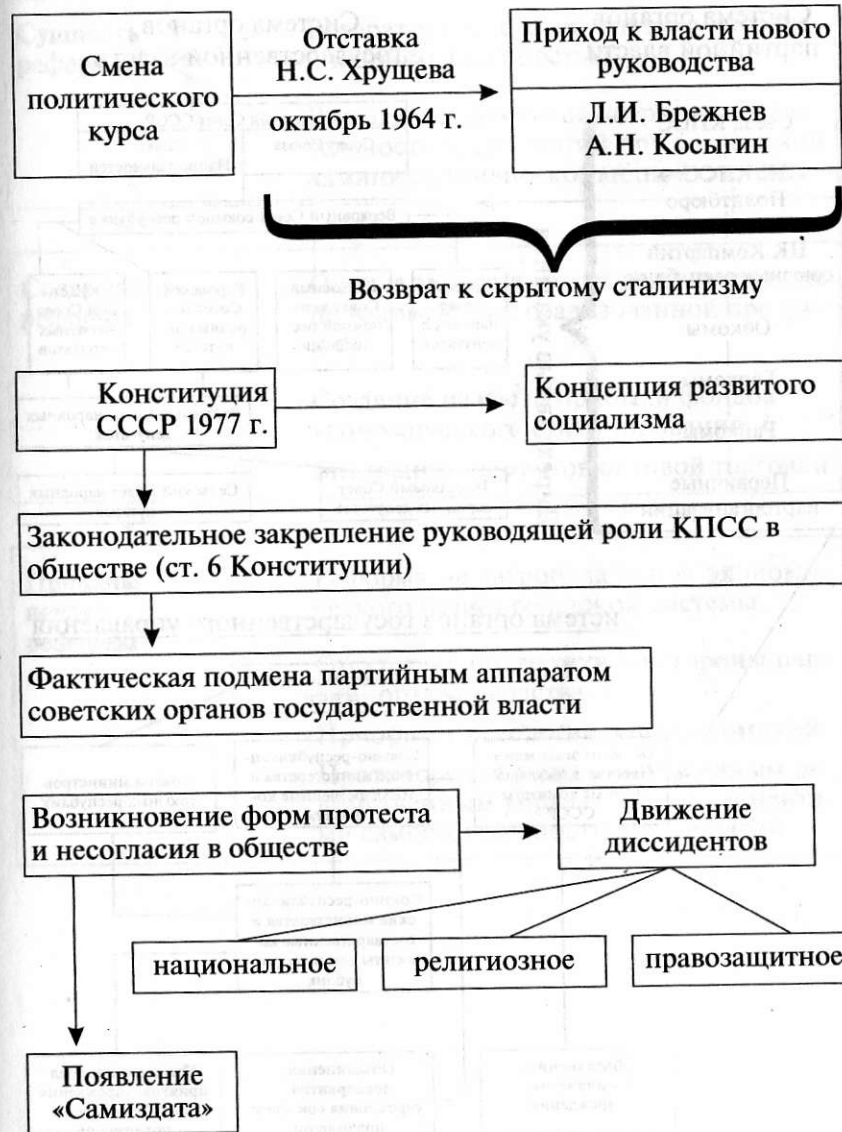 Смена
политического
курса
Отставка
Н.С. Хрущева
октябрь 1964 г.
Приход к власти нового
руководства
Л.И. Брежнев
А.Н. Косыгин
Возврат к скрытому сталинизму
Конституция
СССР 1977 г.
Концепция развитого
социализма
Законодательное закрепление руководящей роли КПСС в
обществе (ст. 6 Конституции)
Фактическая подмена партийным аппаратом
советских органов государственной власти
Возникновение форм протеста
и несогласия в обществе
Движение
диссидентов
национальное
религиозное
правозащитное
Появление
«Самиздата»